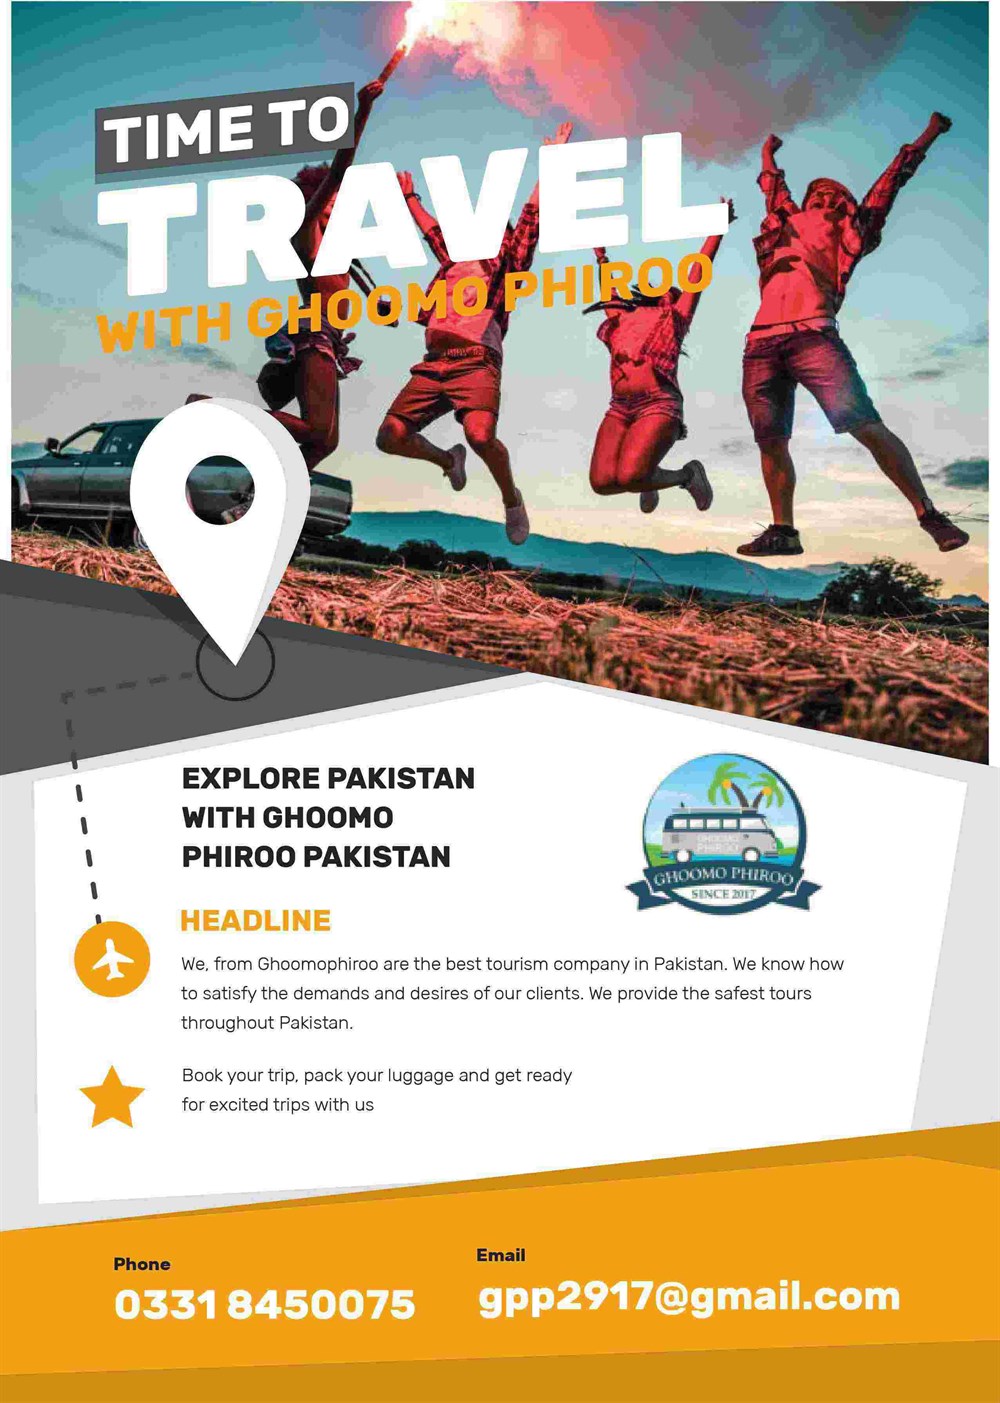 TIME TO
TRAVEL
WITH GHOOMO PHIROO
EXPLORE PAKISTAN
WITH GHOOMO
PHIROO PAKISTAN
GHOOMO
PHIROO
GHOOMO PHIROO
SINCE 2017
HEADLINE
We, from Ghoomophiroo are the best tourism company in Pakistan. We know how
to satisfy the demands and desires of our clients. We provide the safest tours
throughout Pakistan.
Book your trip, pack your luggage and get ready
for excited trips with us
Phone
0331 8450075
Email
gpp2917@gmail.com